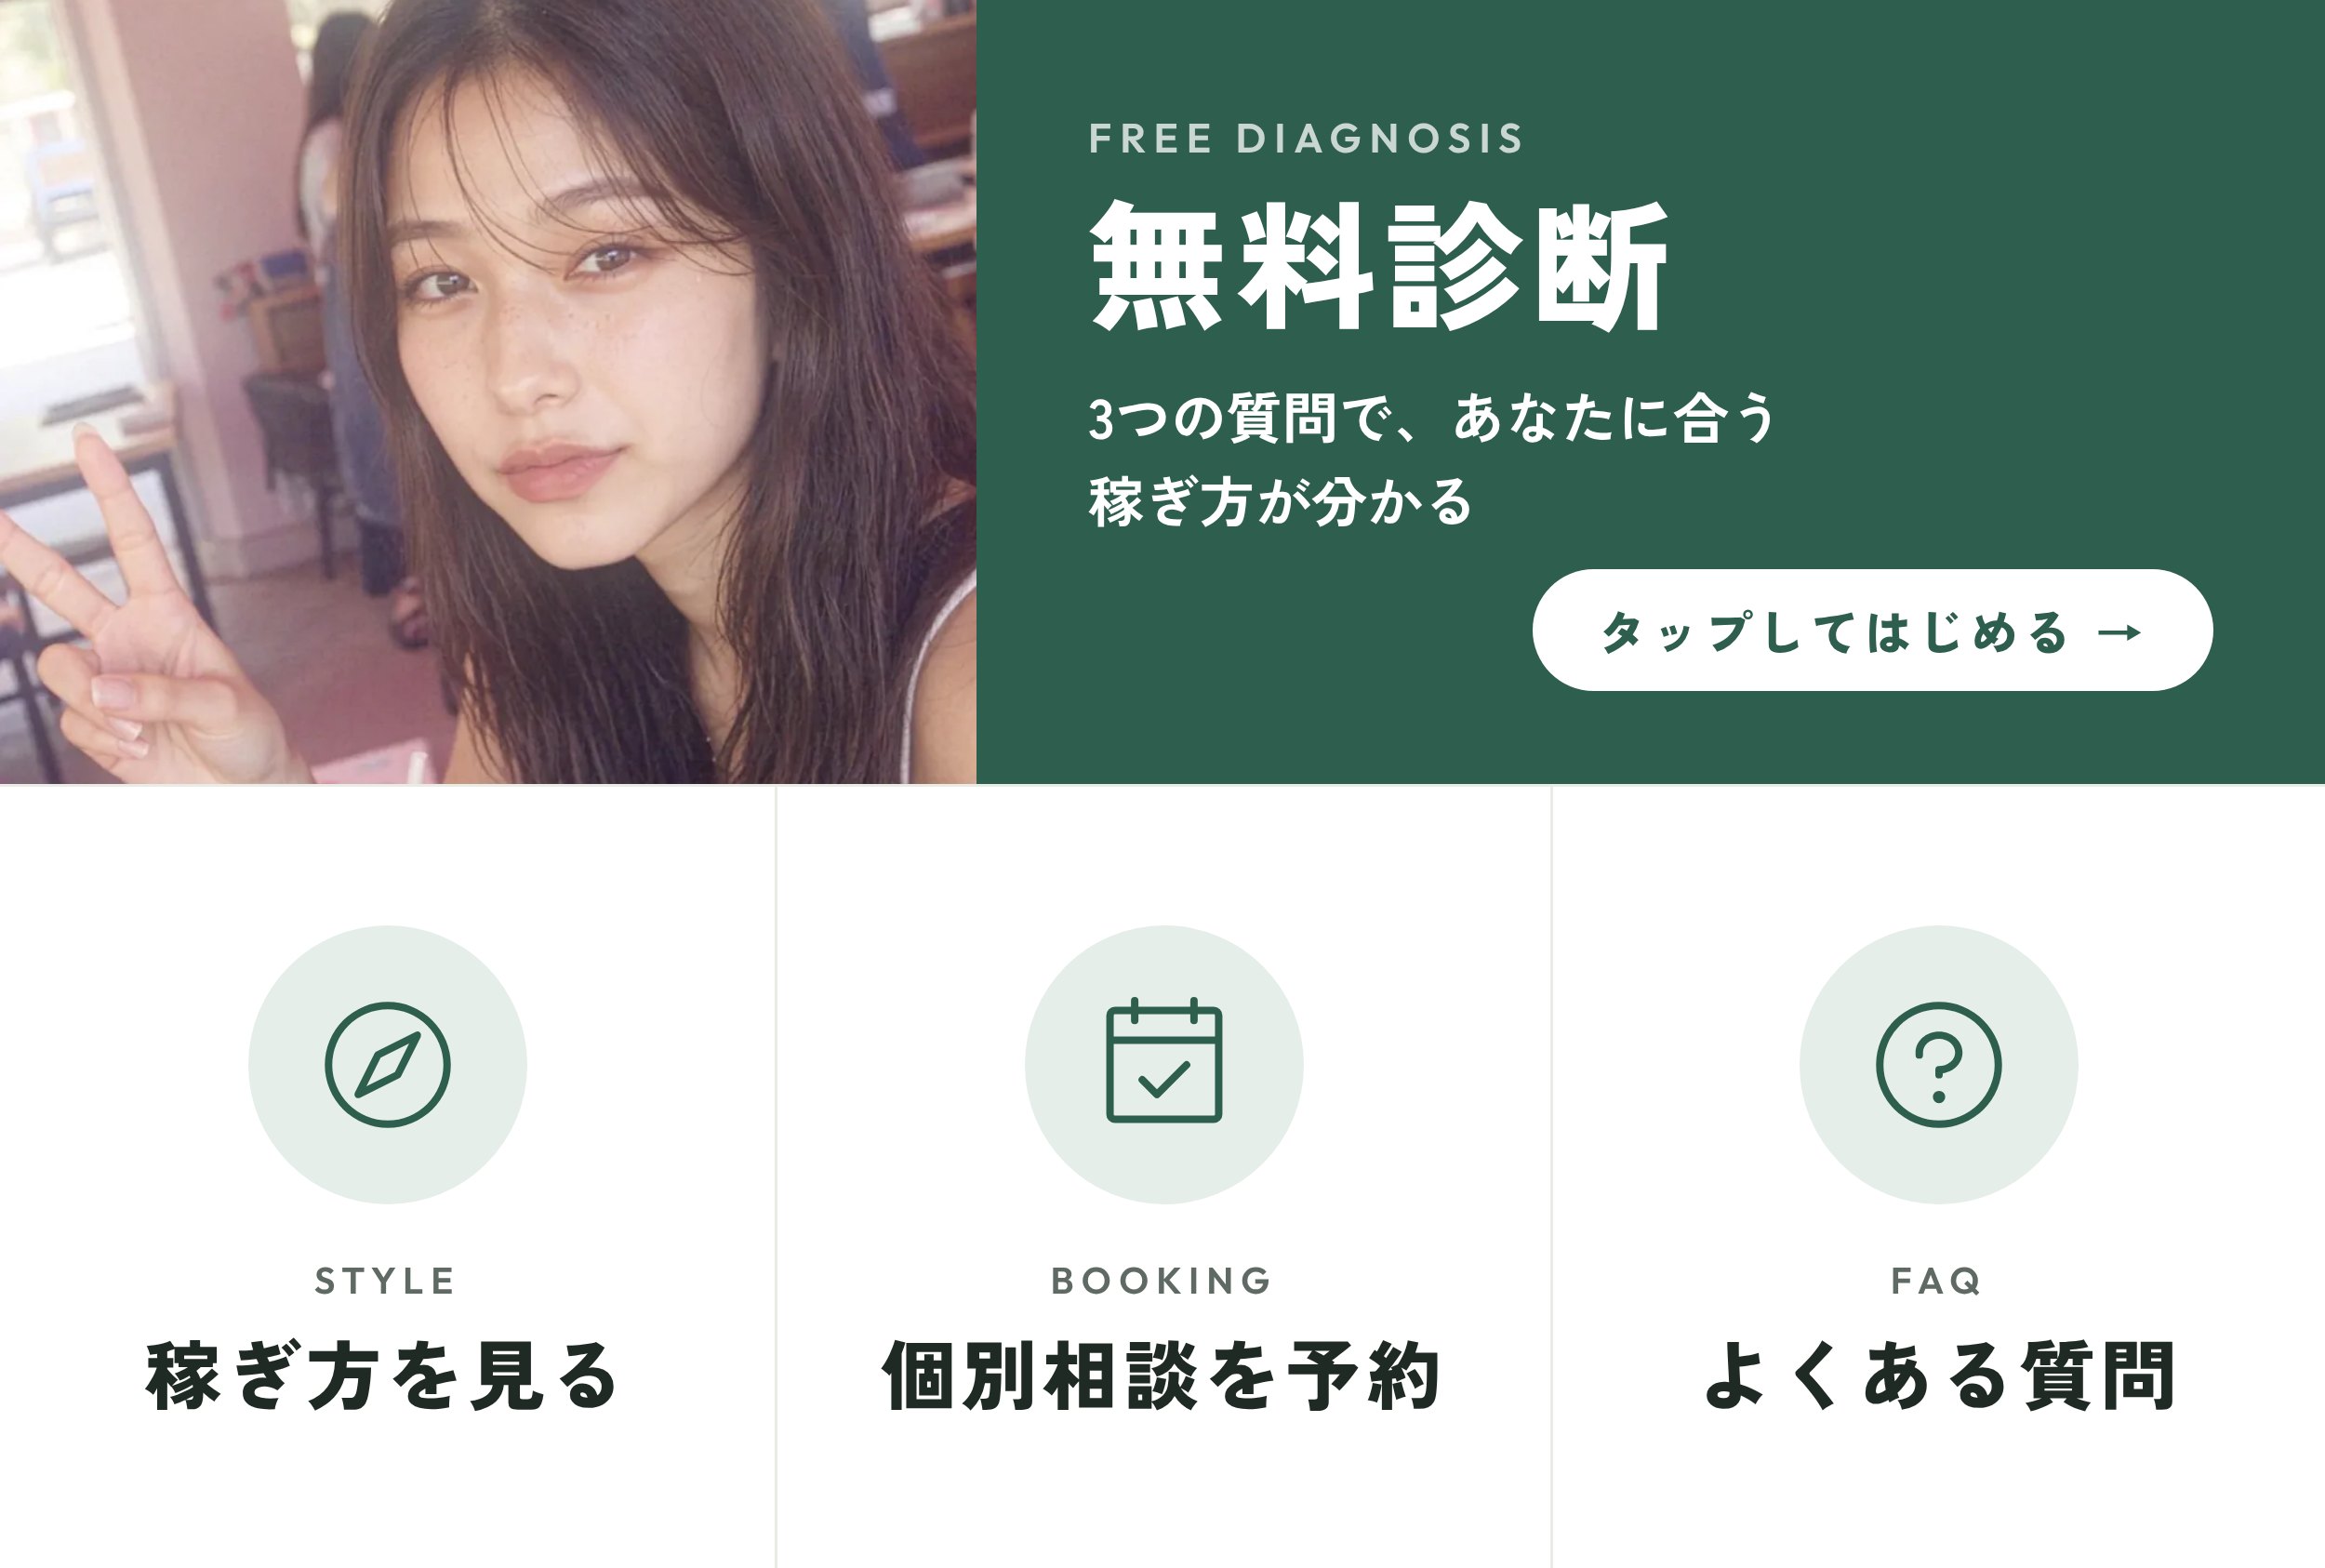 FREE DIAGNOSIS
無料診断
3つの質問で、あなたに合う
稼ぎ方が分かる
タップしてはじめる →
STYLE
稼ぎ方を見る
BOOKING
個別相談を予約
FAQ
よくある質問